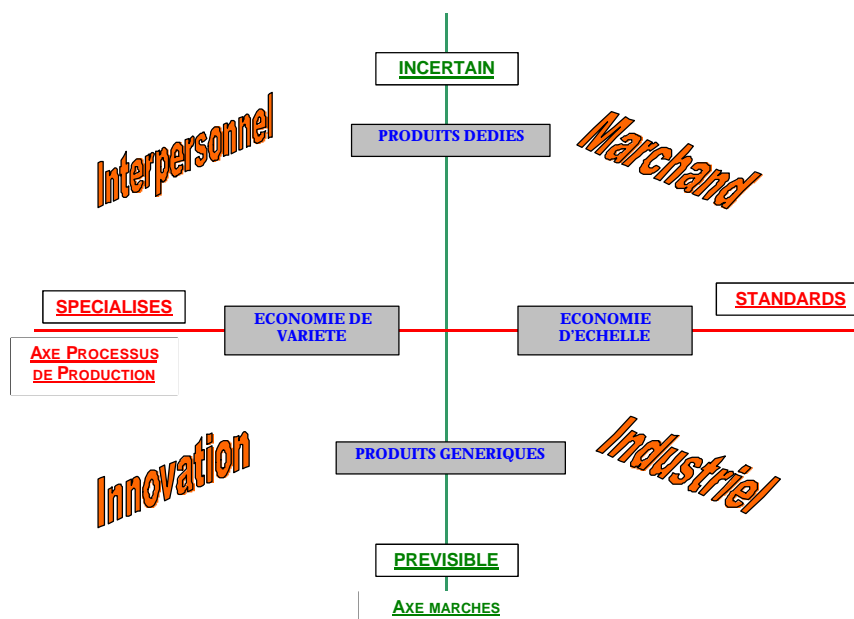 INCERTAIN
Interpersonnel
PRODUITS DEDIES
Marchand
SPECIALISES
STANDARDS
ECONOMIE DE
VARIETE
ECONOMIE
D'ECHELLE
AXE PROCESSUS
DE PRODUCTION
Innovation
PRODUITS GENERIQUES
Industriel
PREVISIBLE
AXE MARCHES